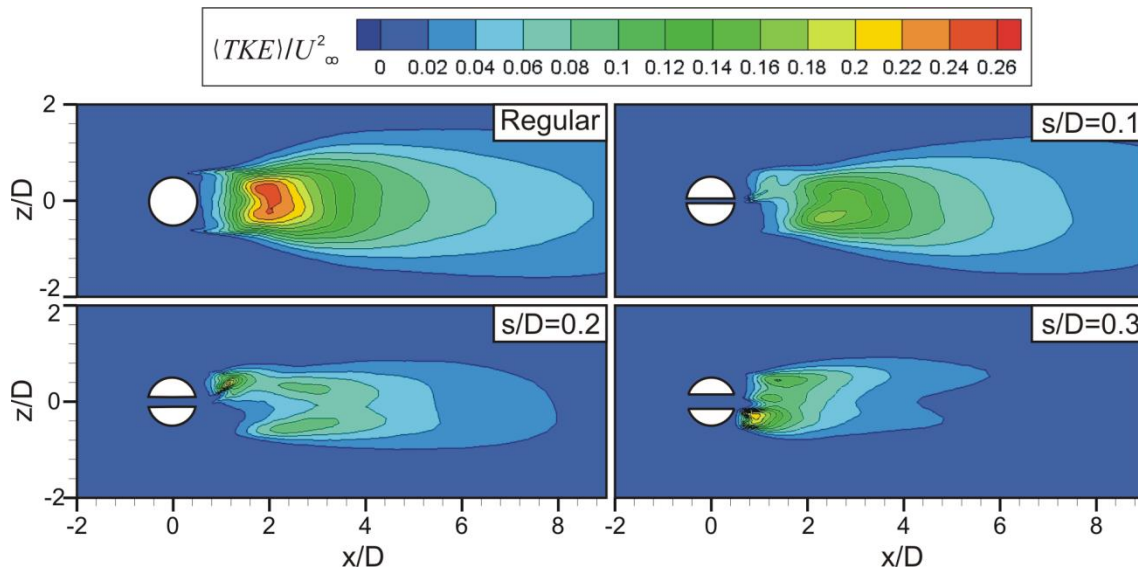 ⟨TKE⟩/U²∞
0 0.02 0.04 0.06 0.08 0.1 0.12 0.14 0.16 0.18 0.2 0.22 0.24 0.26
2
Regular
s/D=0.1
z/D
0
-2
2
s/D=0.2
s/D=0.3
z/D
0
-2
-2 0 2 4 6 8
-2 0 2 4 6 8
x/D
x/D